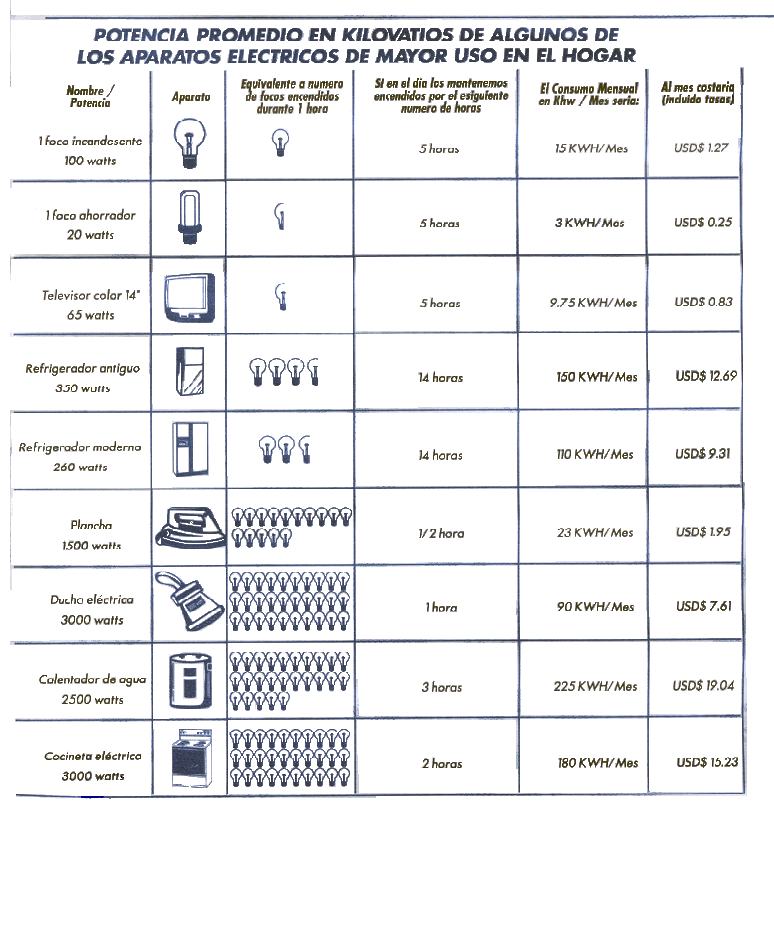 POTENCIA PROMEDIO EN KILOVATIOS DE ALGUNOS DE
LOS APARATOS ELECTRICOS DE MAYOR USO EN EL HOGAR
Nombre /
Potencia
Aparato
Equivalente a numero
de focos encendidos
durante 1 hora
Si en el dia los mantenemos
encendidos por el esiguiente
numero de horas
El Consumo Mensual
en Khw / Mes seria:
Al mes costaria
(incluido tasas)
1 foco incandesente
100 watts
5 horas
15 KWH/Mes
USD$ 1.27
1 foco ahorrador
20 watts
5 horas
3 KWH/Mes
USD$ 0.25
Televisor color 14"
65 watts
5 horas
9.75 KWH/Mes
USD$ 0.83
Refrigerador antiguo
350 watts
14 horas
150 KWH/Mes
USD$ 12.69
Refrigerador moderno
260 watts
14 horas
110 KWH/Mes
USD$ 9.31
Plancha
1500 watts
1/2 hora
23 KWH/Mes
USD$ 1.95
Ducha eléctrica
3000 watts
1 hora
90 KWH/Mes
USD$ 7.61
Calentador de agua
2500 watts
3 horas
225 KWH/Mes
USD$ 19.04
Cocineta eléctrica
3000 watts
2 horas
180 KWH/Mes
USD$ 15.23